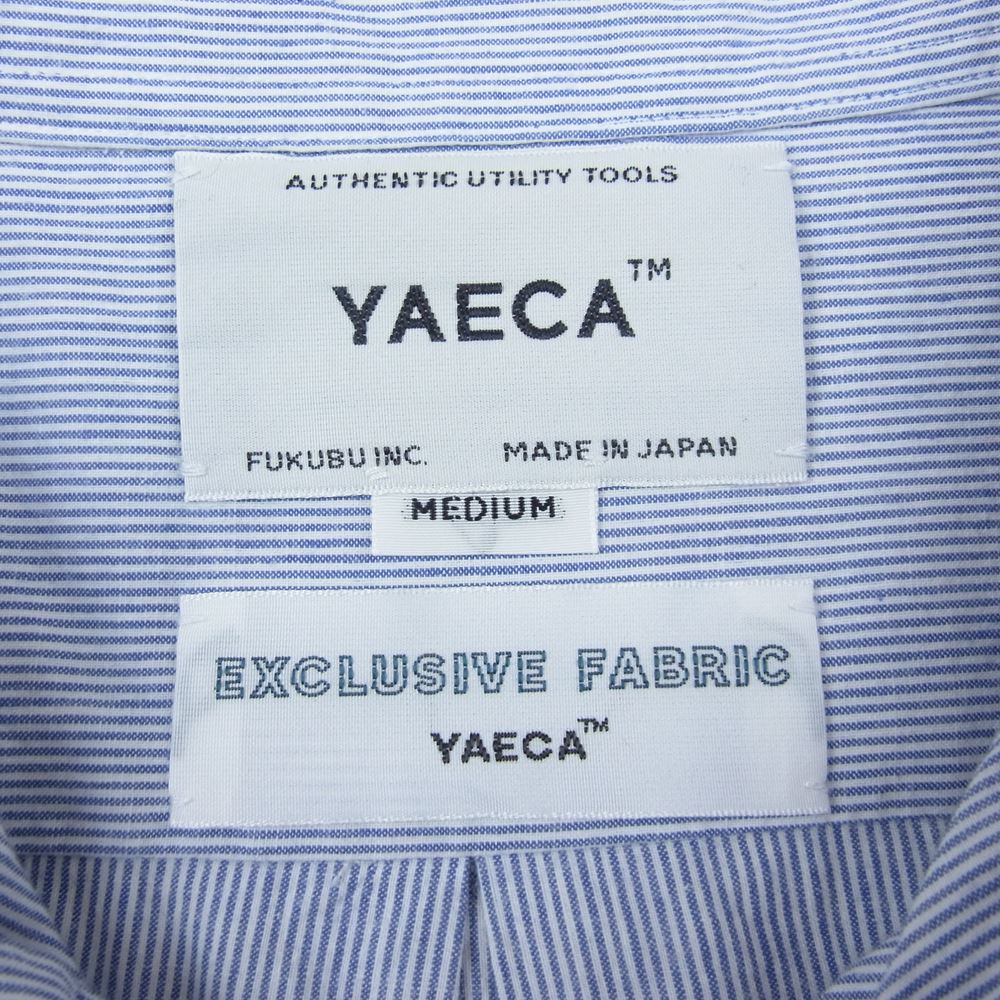 AUTHENTIC UTILITY TOOLS
YAECA™
FUKUBU INC. MADE IN JAPAN
MEDIUM
EXCLUSIVE FABRIC
YAECA™